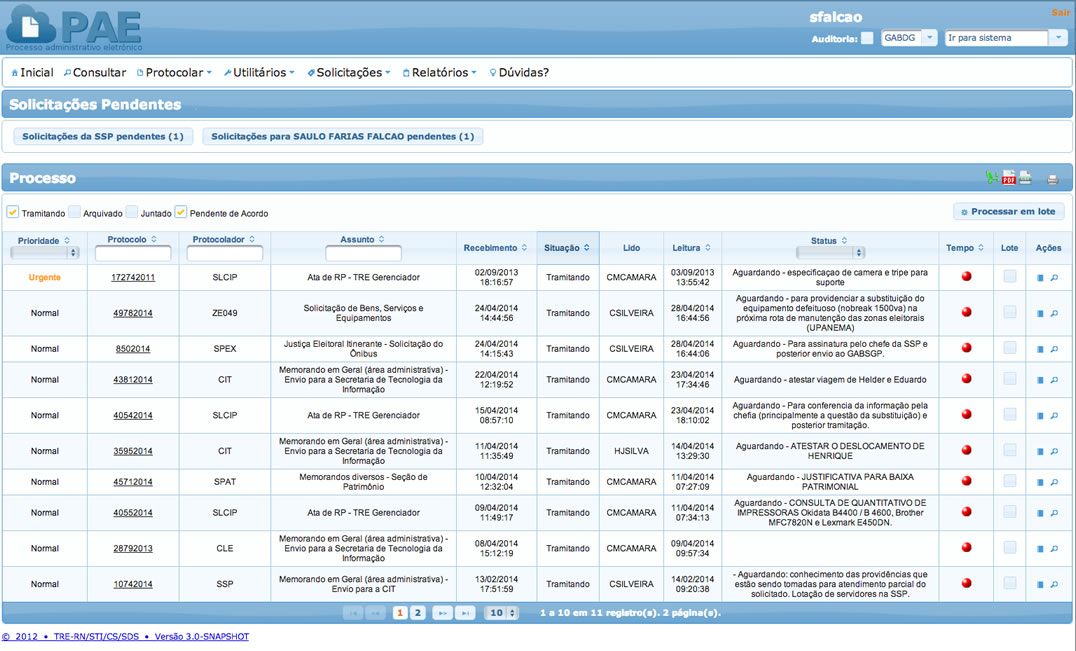 sfalcao
Sair
PAE
Processo administrativo eletrônico
Auditoria:
GABDG
Ir para sistema
Inicial
Consultar
Protocolar
Utilitários
Solicitações
Relatórios
Dúvidas?
Solicitações Pendentes
Solicitações da SSP pendentes (1)
Solicitações para SAULO FARIAS FALCAO pendentes (1)
Processo
PDF
Tramitando
Arquivado
Juntado
Pendente de Acordo
Processar em lote
Prioridade
Protocolo
Protocolador
Assunto
Recebimento
Situação
Lido
Leitura
Status
Tempo
Lote
Ações
Urgente
172742011
SLCIP
Ata de RP - TRE Gerenciador
02/09/2013
18:16:57
Tramitando
CMCAMARA
03/09/2013
13:55:42
Aguardando - especificaçao de camera e tripe para
suporte
Normal
49782014
ZE049
Solicitação de Bens, Serviços e
Equipamentos
24/04/2014
14:44:56
Tramitando
CSILVEIRA
28/04/2014
16:44:56
Aguardando - para providenciar a substituição do
equipamento defeituoso (nobreak 1500va) na
próxima rota de manutenção das zonas eleitorais
(UPANEMA)
Normal
8502014
SPEX
Justiça Eleitoral Itinerante - Solicitação do
Ônibus
24/04/2014
14:15:43
Tramitando
CSILVEIRA
28/04/2014
16:44:06
Aguardando - Para assinatura pelo chefe da SSP e
posterior envio ao GABSGP.
Normal
43812014
CIT
Memorando em Geral (área administrativa) -
Envio para a Secretaria de Tecnologia da
Informação
22/04/2014
12:19:52
Tramitando
CMCAMARA
23/04/2014
17:34:46
Aguardando - atestar viagem de Helder e Eduardo
Normal
40542014
SLCIP
Ata de RP - TRE Gerenciador
15/04/2014
08:57:10
Tramitando
CMCAMARA
23/04/2014
18:10:02
Aguardando - Para conferencia da informação pela
chefia (principalmente a questão da substituição) e
posterior tramitação.
Normal
35952014
CIT
Memorando em Geral (área administrativa) -
Envio para a Secretaria de Tecnologia da
Informação
11/04/2014
11:35:49
Tramitando
HJSILVA
14/04/2014
13:29:30
Aguardando - ATESTAR O DESLOCAMENTO DE
HENRIQUE
Normal
45712014
SPAT
Memorandos diversos - Seção de
Patrimônio
10/04/2014
12:32:04
Tramitando
CMCAMARA
11/04/2014
07:27:09
Aguardando - JUSTIFICATIVA PARA BAIXA
PATRIMONIAL
Normal
40552014
SLCIP
Ata de RP - TRE Gerenciador
09/04/2014
11:49:17
Tramitando
CMCAMARA
11/04/2014
07:34:13
Aguardando - CONSULTA DE QUANTITATIVO DE
IMPRESSORAS Okidata B4400 / B 4600, Brother
MFC7820N e Lexmark E450DN.
Normal
28792013
CLE
Memorando em Geral (área administrativa) -
Envio para a Secretaria de Tecnologia da
Informação
08/04/2014
15:12:19
Tramitando
CMCAMARA
09/04/2014
09:57:34
Normal
10742014
SSP
Memorando em Geral (área administrativa) -
Envio para a CIT
13/02/2014
17:51:59
Tramitando
CSILVEIRA
14/02/2014
09:20:38
- Aguardando: conhecimento das providências que
estão sendo tomadas para atendimento parcial do
solicitado. Lotação de servidores na SSP.
1 2
10
1 a 10 em 11 registro(s). 2 página(s).
© 2012 • TRE-RN/STI/CS/SDS • Versão 3.0-SNAPSHOT